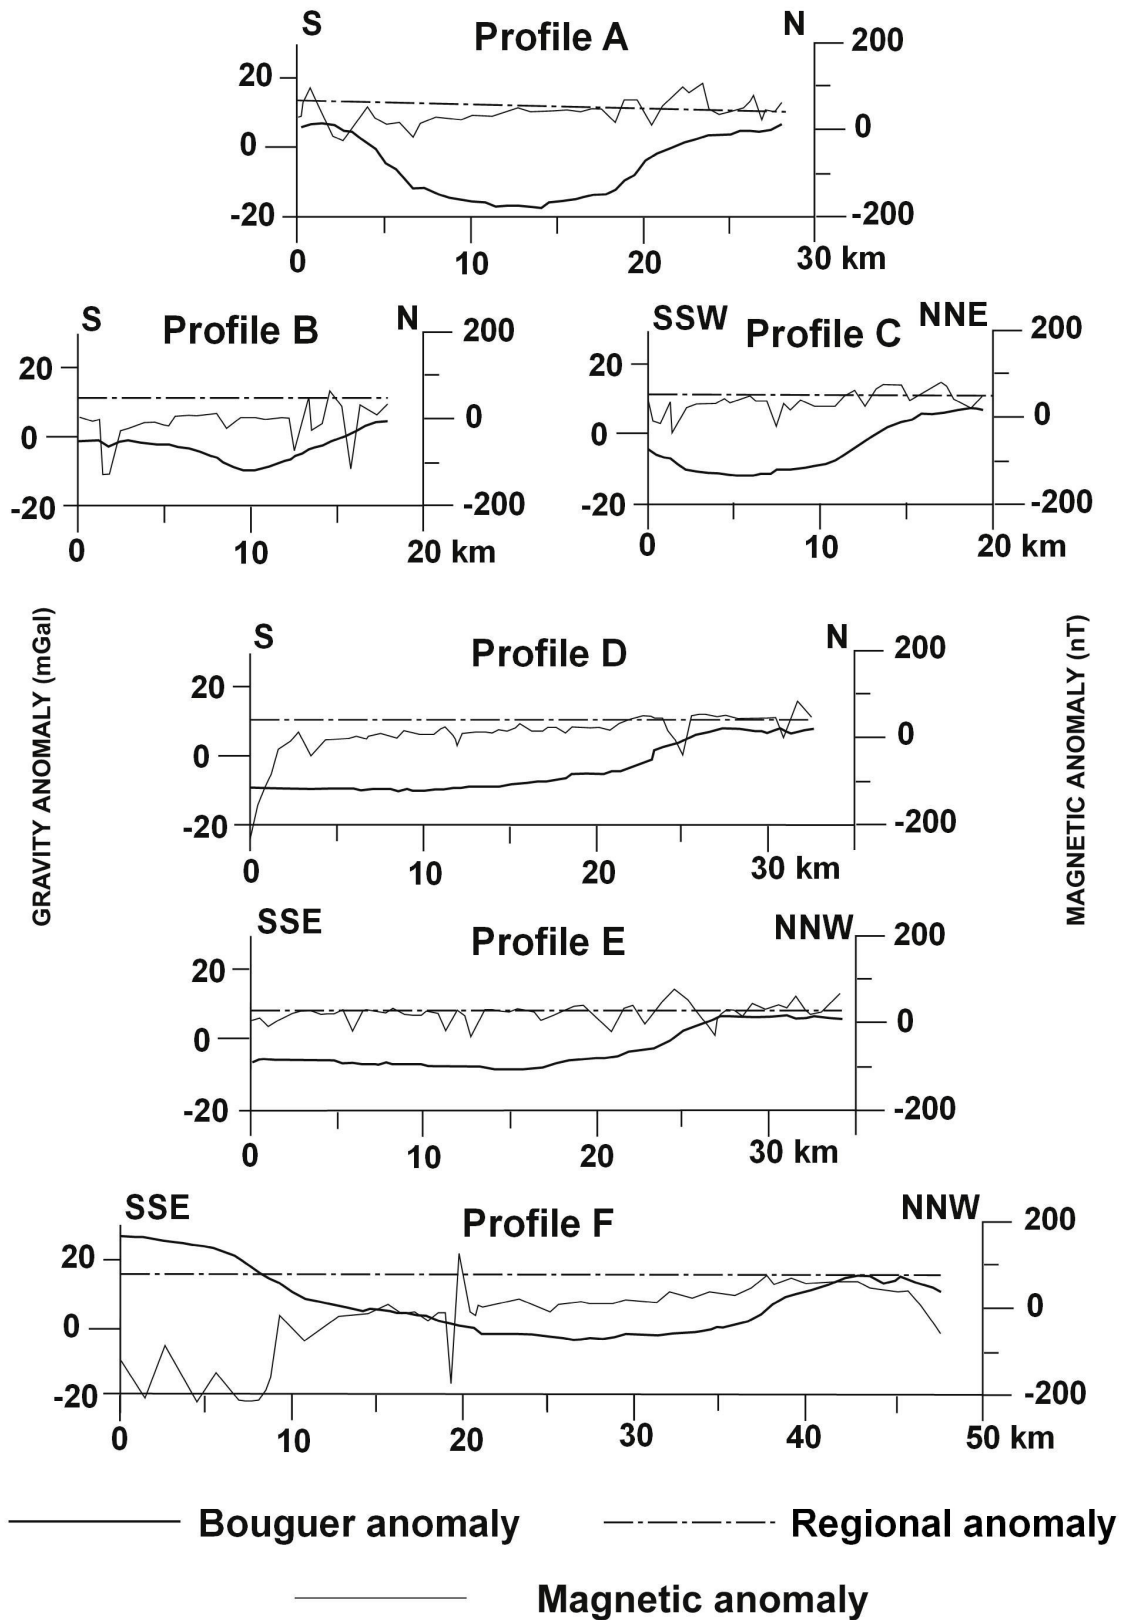 S Profile A N
200
20
0
0
-20
-200
0 10 20 30 km
S Profile B N
200
20
0
0
-20
-200
0 10 20 km
SSW Profile C NNE
200
20
0
0
-20
-200
0 10 20 km
GRAVITY ANOMALY (mGal)
MAGNETIC ANOMALY (nT)
S Profile D N
200
20
0
0
-20
-200
0 10 20 30 km
SSE Profile E NNW
200
20
0
0
-20
-200
0 10 20 30 km
SSE Profile F NNW
200
20
0
0
-20
-200
0 10 20 30 40 50 km
Bouguer anomaly Regional anomaly
Magnetic anomaly